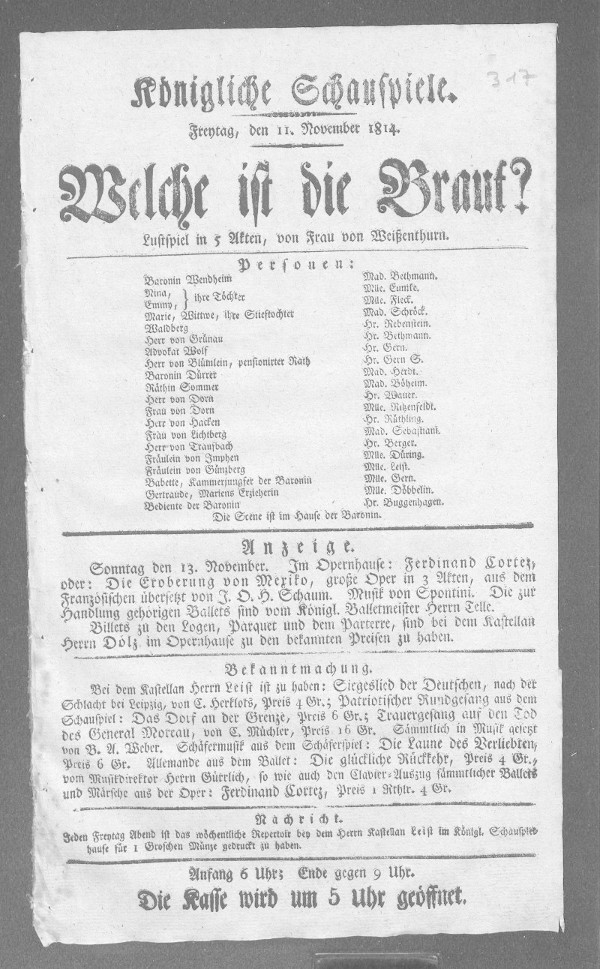 317
Königliche Schauspiele.
Freytag, den 11. November 1814.
Welche ist die Braut?
Lustspiel in 5 Akten, von Frau von Weißenthurn.
Personen:
Baronin Wendheim Mad. Bethmann.
Nina, } ihre Töchter Mlle. Eunike.
Emmy, Mlle. Fleck.
Marie, Wittwe, ihre Stieftochter Mad. Schröck.
Waldberg Hr. Rebenstein.
Herr von Grünau Hr. Bethmann.
Advokat Wolf Hr. Gern.
Herr von Blümlein, pensionirter Rath Hr. Gern S.
Baronin Dürrer Mad. Herdt.
Räthin Sommer Mad. Böheim.
Herr von Dorn Hr. Wauer.
Frau von Dorn Mlle. Ritzenfeldt.
Herr von Hacken Hr. Rüthling.
Frau von Lichtberg Mad. Sebastiani.
Herr von Transbach Hr. Berger.
Fräulein von Imphen Mlle. Düring.
Fräulein von Günzberg Mlle. Leist.
Babette, Kammerjungfer der Baronin Mlle. Gern.
Gertraude, Mariens Erzieherin Mlle. Döbbelin.
Bediente der Baronin Hr. Buggenhagen.
Die Scene ist im Hause der Baronin.
Anzeige.
Sonntag den 13. November. Im Opernhause: Ferdinand Cortez,
oder: Die Eroberung von Mexiko, große Oper in 3 Akten, aus dem
Französischen übersetzt von J. O. H. Schaum. Musik von Spontini. Die zur
Handlung gehörigen Ballets sind vom Königl. Balletmeister Herrn Telle.
Billets zu den Logen, Parquet und dem Parterre, sind bei dem Kastellan
Herrn Dölz im Opernhause zu den bekannten Preisen zu haben.
Bekanntmachung.
Bei dem Kastellan Herrn Leist ist zu haben: Siegeslied der Deutschen, nach der
Schlacht bei Leipzig, von C. Herklots, Preis 4 Gr.; Patriotischer Rundgesang aus dem
Schauspiel: Das Dorf an der Grenze, Preis 6 Gr.; Trauergesang auf den Tod
des General Moreau, von C. Müchler, Preis 16 Gr. Sämmtlich in Musik gesetzt
von B. A. Weber. Schäfermusik aus dem Schäferspiel: Die Laune des Verliebten,
Preis 6 Gr. Allemande aus dem Ballet: Die glückliche Rückkehr, Preis 4 Gr.,
vom Musikdirektor Herrn Gürrlich, so wie auch den Clavier-Auszug sämmtlicher Ballets
und Märsche aus der Oper: Ferdinand Cortez, Preis 1 Rthlr. 4 Gr.
Nachricht.
Jeden Freytag Abend ist das wöchentliche Repertoir bey dem Herrn Kastellan Leist im Königl. Schauspiel-
hause für 1 Groschen Münze gedruckt zu haben.
Anfang 6 Uhr; Ende gegen 9 Uhr.
Die Kasse wird um 5 Uhr geöffnet.